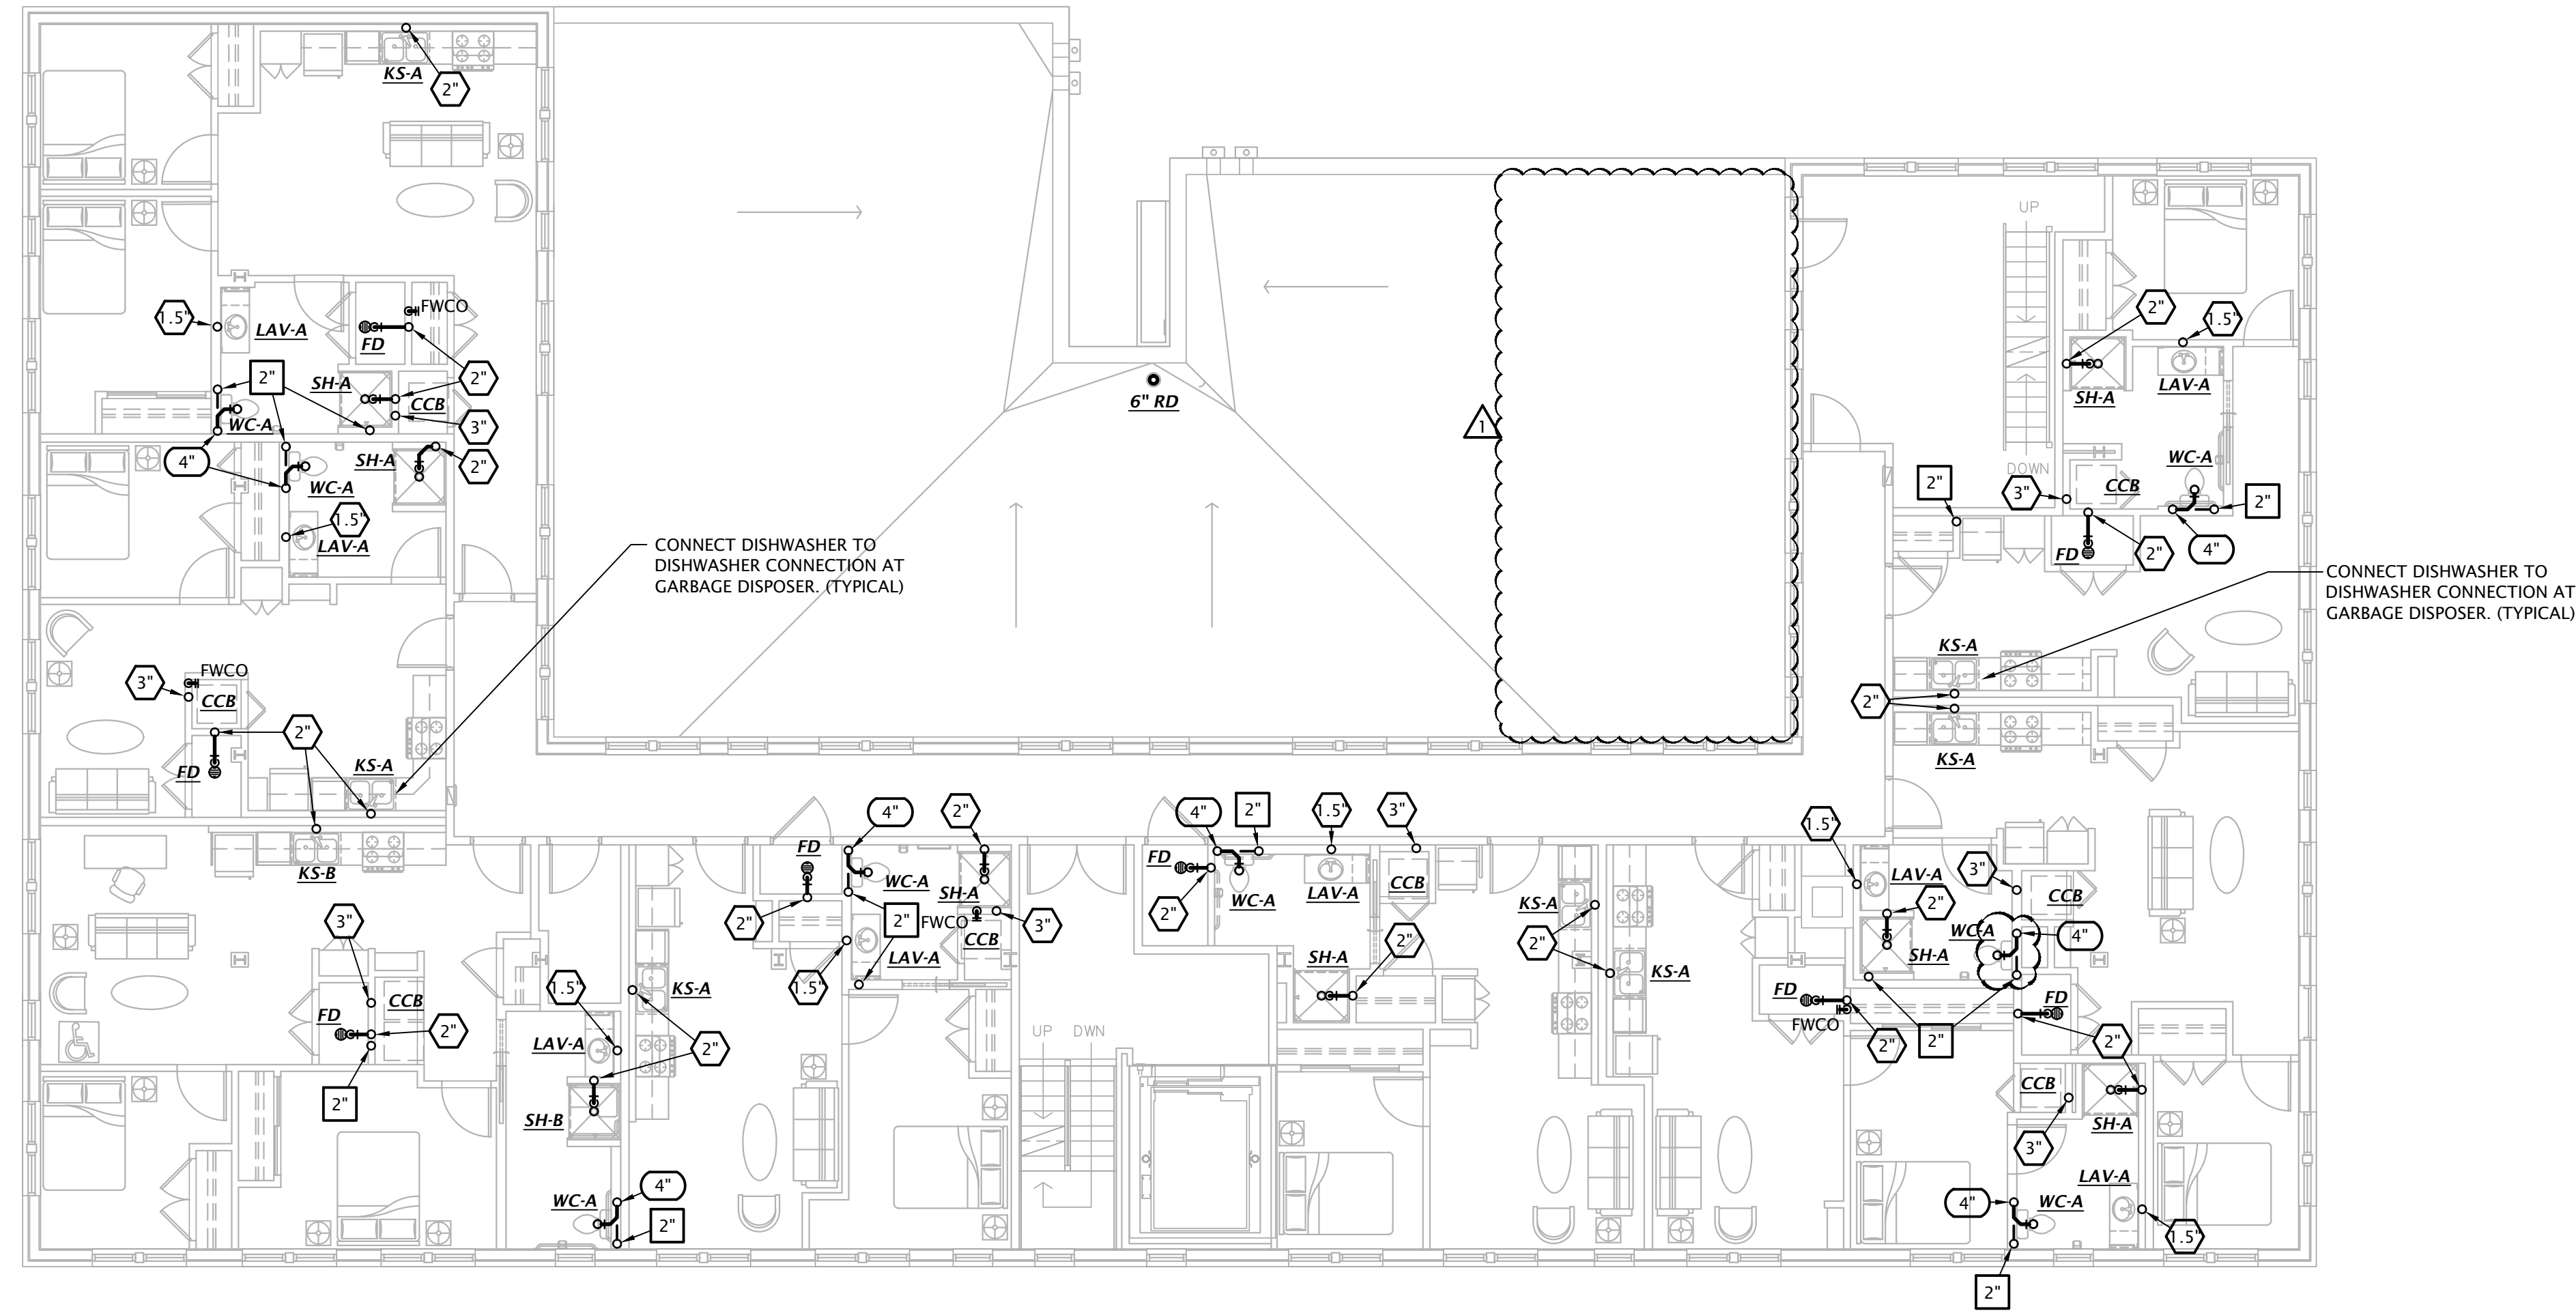 KS-A
2"
1.5"
LAV-A
FWCO
FD
2"
SH-A
2"
CCB
WC-A
3"
4"
SH-A
2"
WC-A
1.5"
LAV-A
CONNECT DISHWASHER TO
DISHWASHER CONNECTION AT
GARBAGE DISPOSER. (TYPICAL)
FWCO
3"
CCB
2"
FD
KS-A
KS-B
3"
CCB
FD
2"
2"
6" RD
1
UP
2"
1.5"
LAV-A
SH-A
DOWN
WC-A
2"
3"
CCB
2"
FD
2"
4"
CONNECT DISHWASHER TO
DISHWASHER CONNECTION AT
GARBAGE DISPOSER. (TYPICAL)
KS-A
2"
KS-A
FD
4"
2"
WC-A
SH-A
2"
2"
FWCO
3"
CCB
LAV-A
1.5"
1.5"
KS-A
LAV-A
2"
SH-B
WC-A
4"
2"
UP
DWN
4"
2"
1.5"
3"
FD
WC-A
LAV-A
CCB
2"
SH-A
2"
KS-A
2"
KS-A
1.5"
LAV-A
3"
CCB
2"
WC-A
4"
SH-A
FD
FWCO
2"
2"
FD
2"
CCB
SH-A
3"
LAV-A
4"
WC-A
1.5"
2"